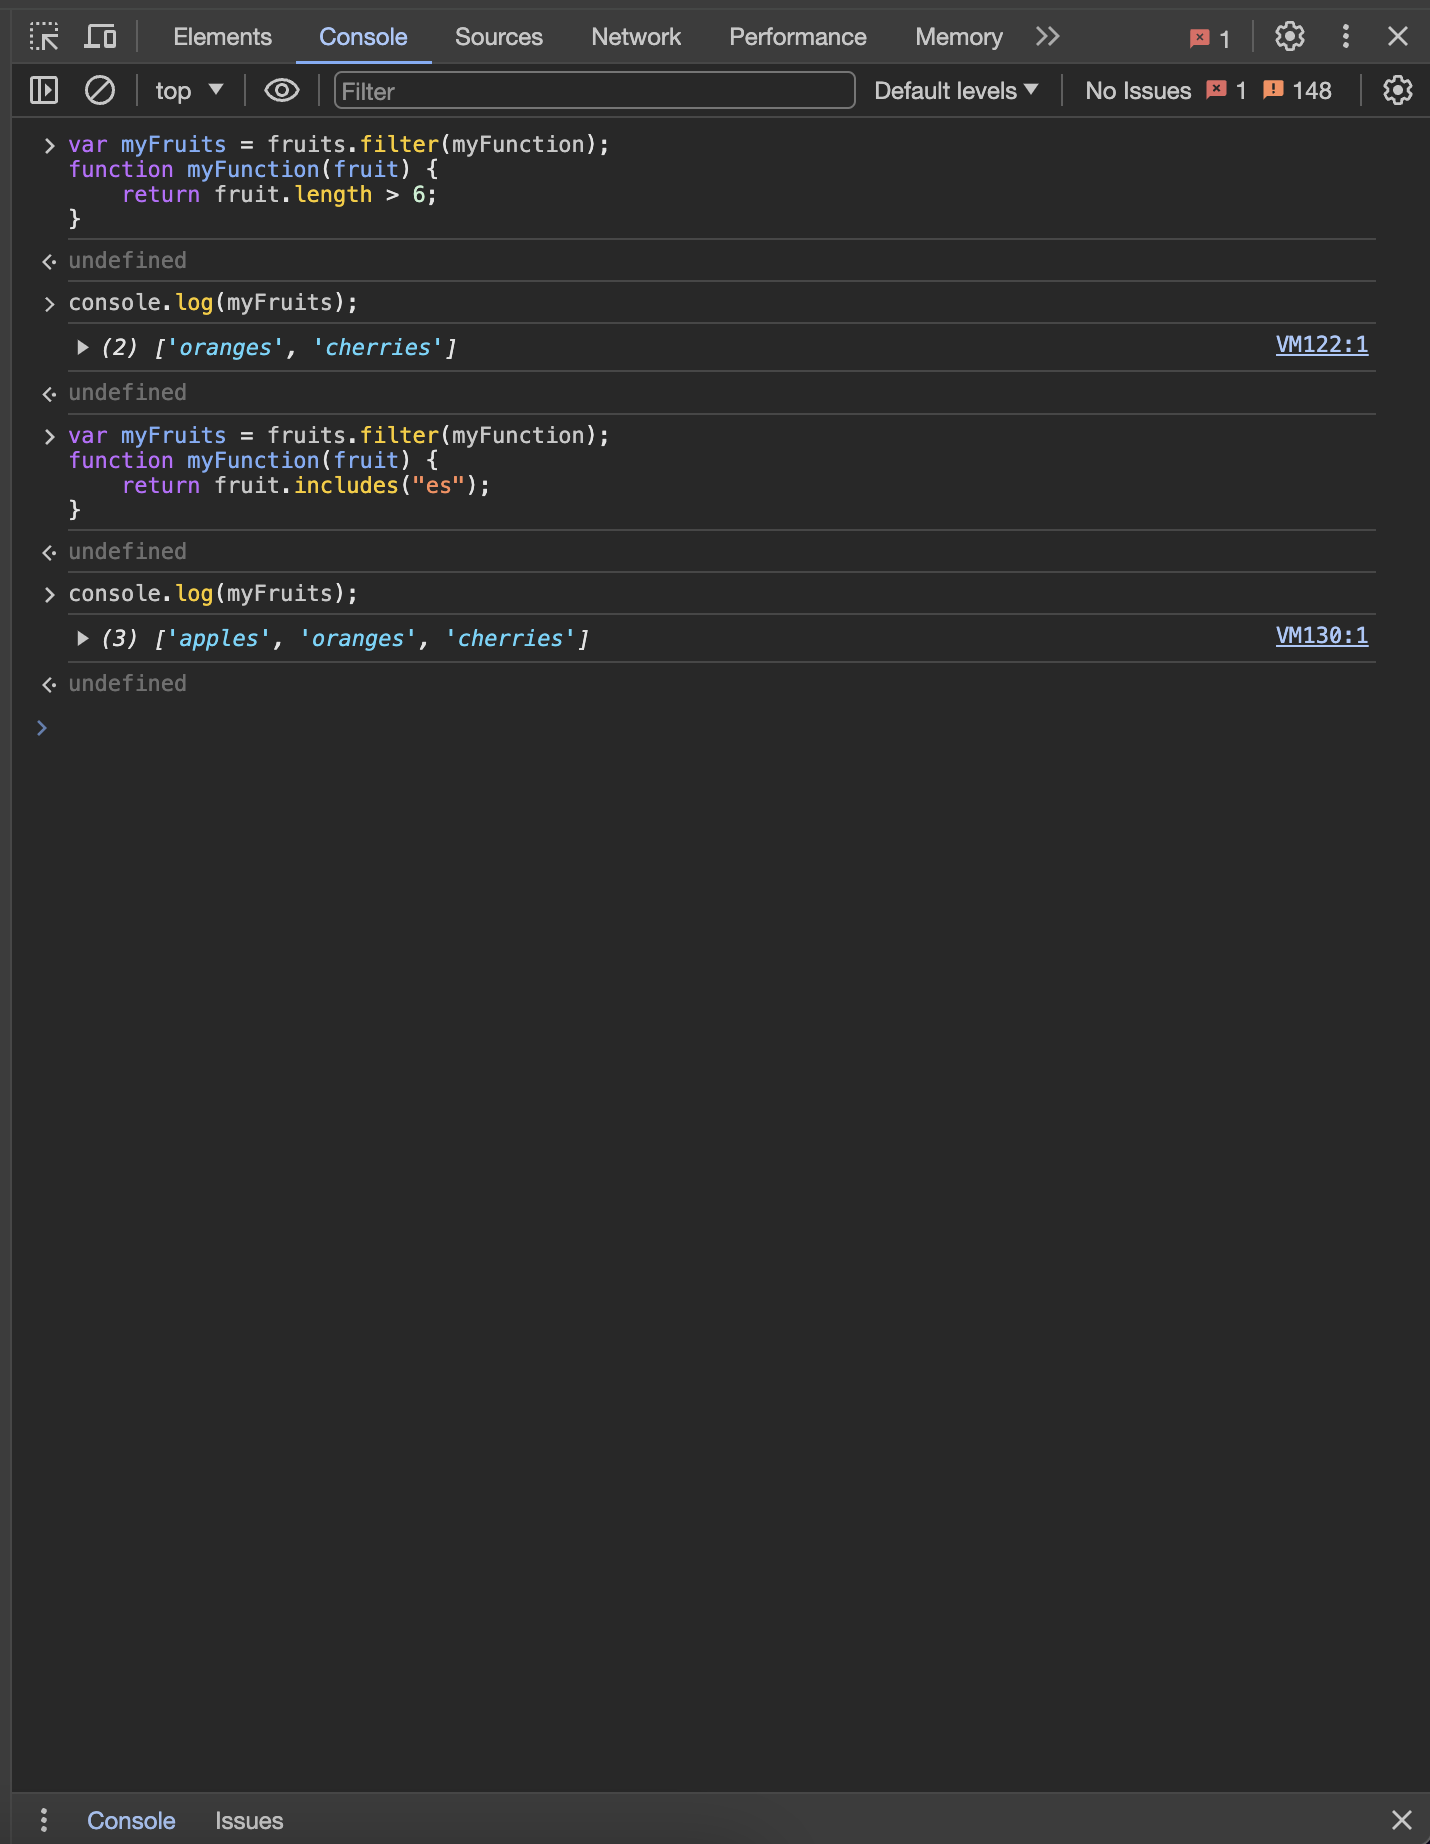 Elements Console Sources Network Performance Memory 1
top Filter Default levels No Issues 1 148
var myFruits = fruits.filter(myFunction);
function myFunction(fruit) {
    return fruit.length > 6;
}
undefined
console.log(myFruits);
(2) ['oranges', 'cherries'] VM122:1
undefined
var myFruits = fruits.filter(myFunction);
function myFunction(fruit) {
    return fruit.includes("es");
}
undefined
console.log(myFruits);
(3) ['apples', 'oranges', 'cherries'] VM130:1
undefined
Console Issues